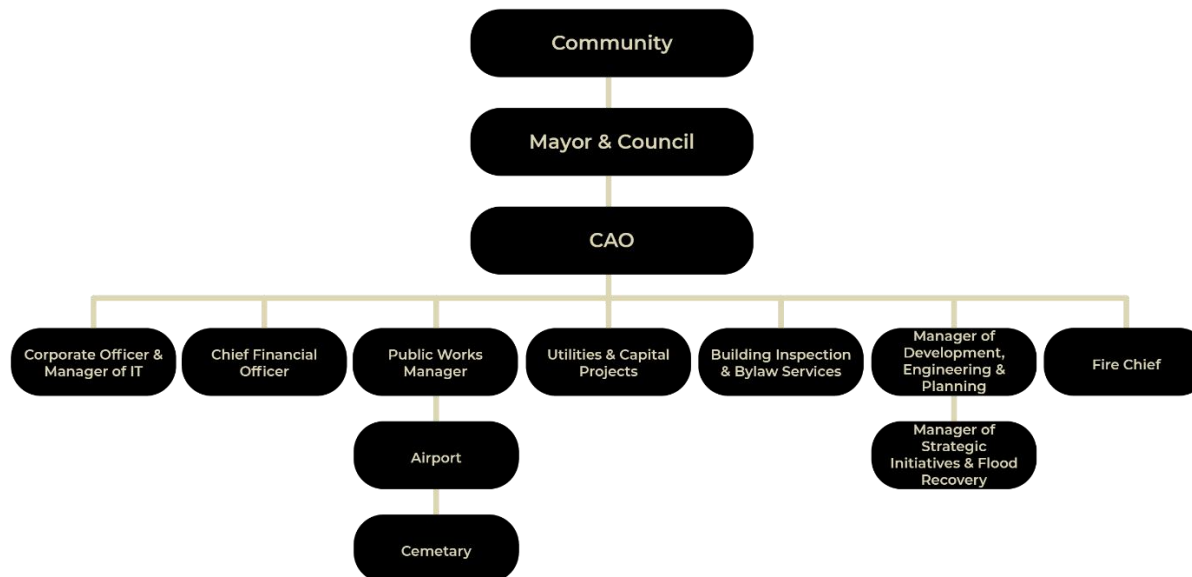 Community
Mayor & Council
CAO
Corporate Officer &
Manager of IT
Chief Financial
Officer
Public Works
Manager
Utilities & Capital
Projects
Building Inspection
& Bylaw Services
Manager of
Development,
Engineering &
Planning
Fire Chief
Airport
Manager of
Strategic
Initiatives & Flood
Recovery
Cemetary